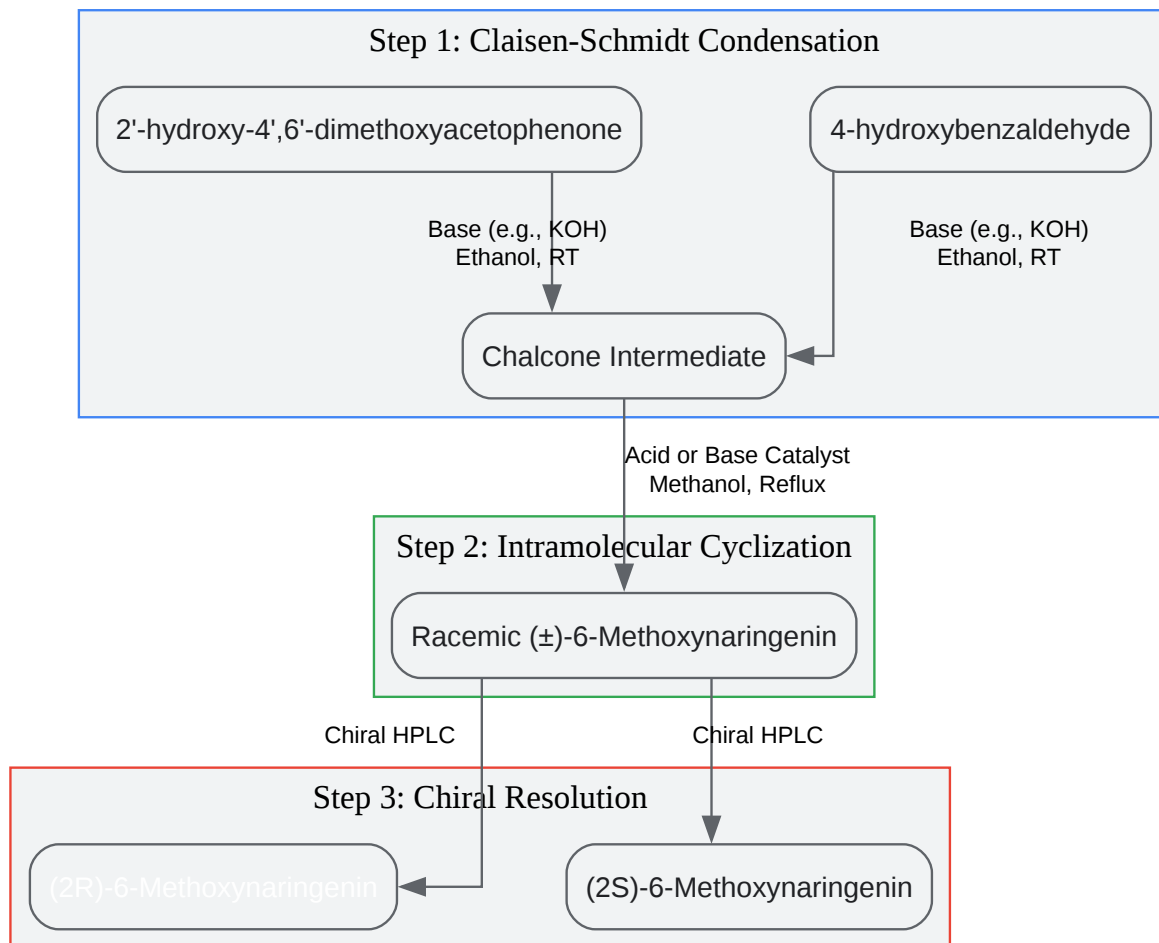 Step 1: Claisen-Schmidt Condensation
2'-hydroxy-4',6'-dimethoxyacetophenone
4-hydroxybenzaldehyde
Base (e.g., KOH)
Ethanol, RT
Base (e.g., KOH)
Ethanol, RT
Chalcone Intermediate
Acid or Base Catalyst
Methanol, Reflux
Step 2: Intramolecular Cyclization
Racemic (±)-6-Methoxynaringenin
Chiral HPLC
Chiral HPLC
Step 3: Chiral Resolution
(2R)-6-Methoxynaringenin
(2S)-6-Methoxynaringenin